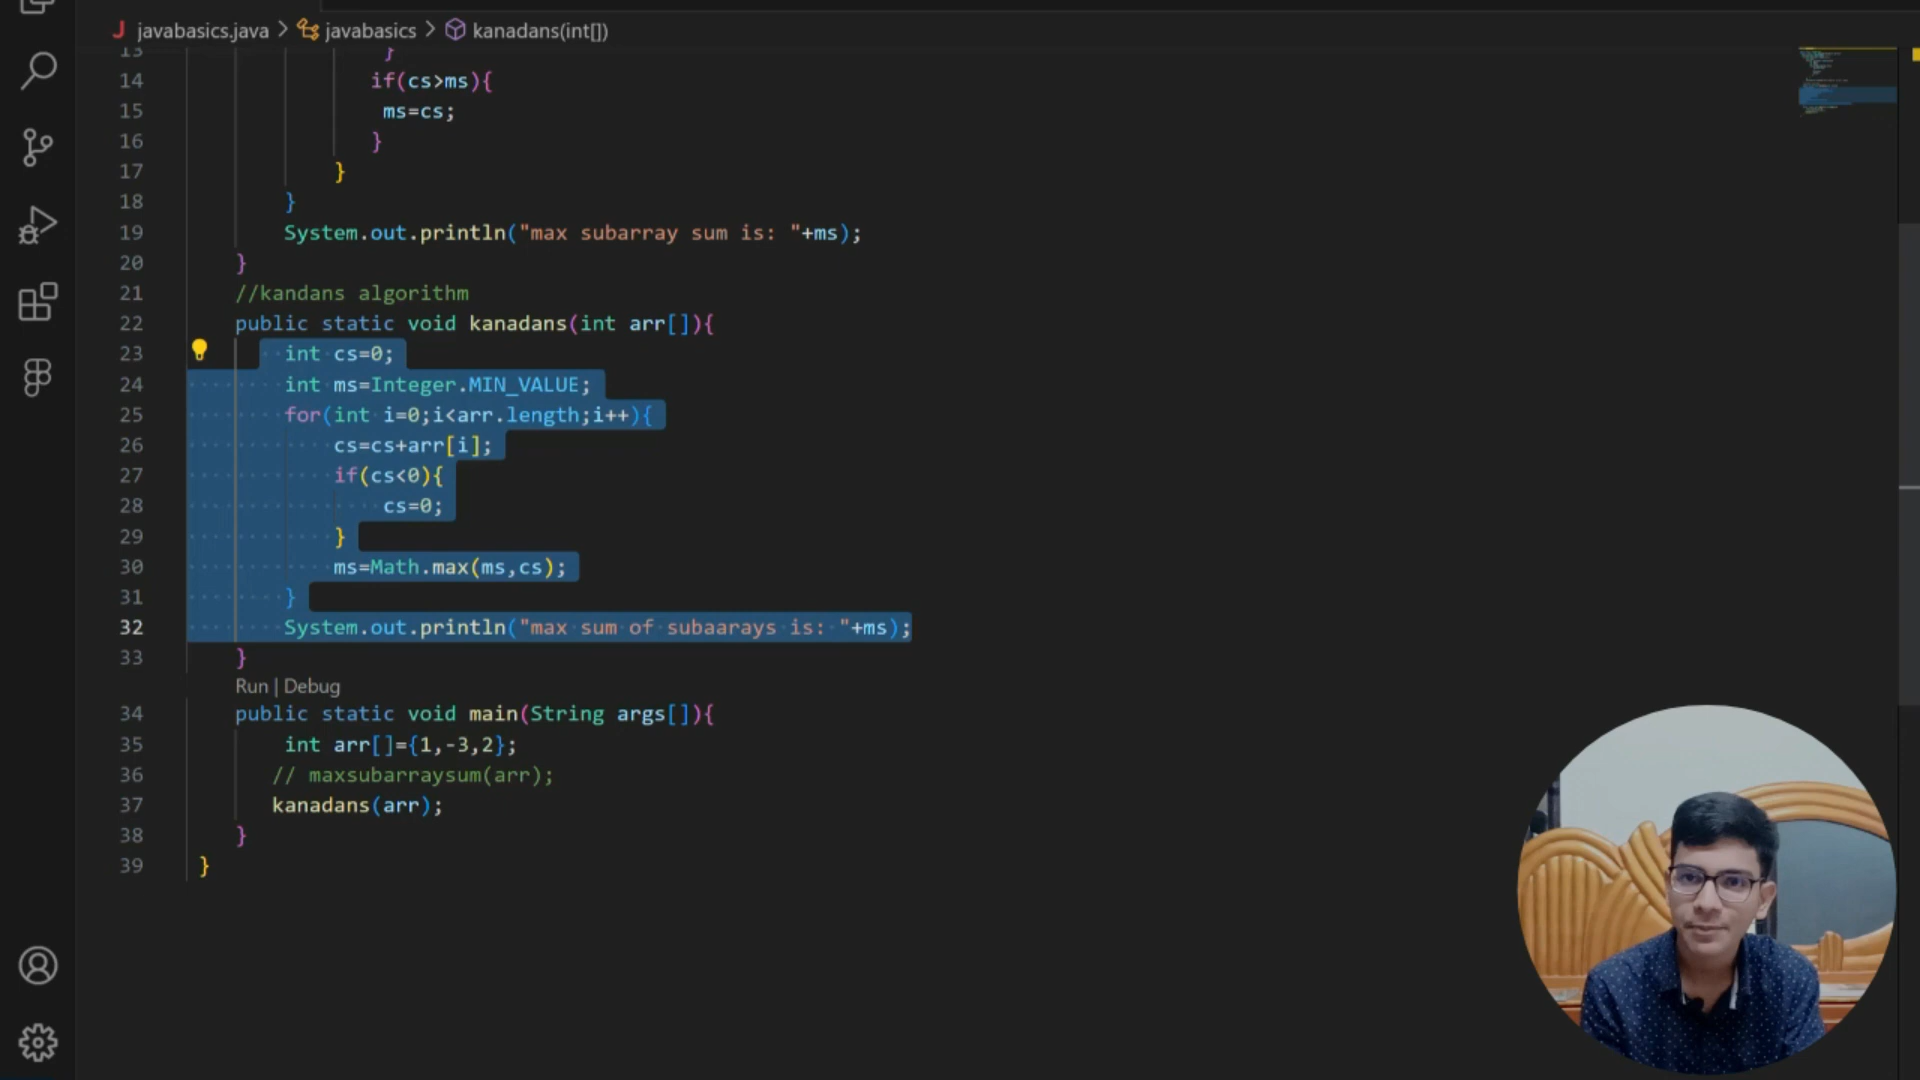 javabasics.java > javabasics > kanadans(int[])
13 }
14 if(cs>ms){
15 ms=cs;
16 }
17 }
18 }
19 System.out.println("max subarray sum is: "+ms);
20 }
21 //kandans algorithm
22 public static void kanadans(int arr[]){
23 int cs=0;
24 int ms=Integer.MIN_VALUE;
25 for(int i=0;i<arr.length;i++){
26 cs=cs+arr[i];
27 if(cs<0){
28 cs=0;
29 }
30 ms=Math.max(ms,cs);
31 }
32 System.out.println("max sum of subaarays is: "+ms);
33 }
Run | Debug
34 public static void main(String args[]){
35 int arr[]={1,-3,2};
36 // maxsubarraysum(arr);
37 kanadans(arr);
38 }
39 }